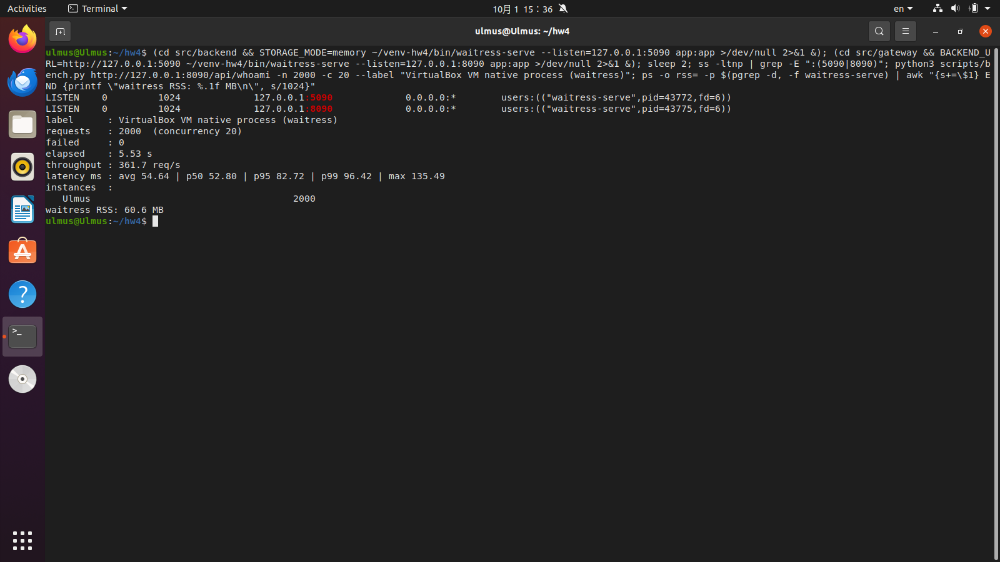 Activities Terminal 10月 1 15：36 en
ulmus@Ulmus: ~/hw4
ulmus@Ulmus:~/hw4$ (cd src/backend && STORAGE_MODE=memory ~/venv-hw4/bin/waitress-serve --listen=127.0.0.1:5090 app:app >/dev/null 2>&1 &); (cd src/gateway && BACKEND_U
RL=http://127.0.0.1:5090 ~/venv-hw4/bin/waitress-serve --listen=127.0.0.1:8090 app:app >/dev/null 2>&1 &); sleep 2; ss -ltnp | grep -E ":(5090|8090)"; python3 scripts/b
ench.py http://127.0.0.1:8090/api/whoami -n 2000 -c 20 --label "VirtualBox VM native process (waitress)"; ps -o rss= -p $(pgrep -d, -f waitress-serve) | awk "{s+=\$1} E
ND {printf \"waitress RSS: %.1f MB\n\", s/1024}"
LISTEN 0 1024 127.0.0.1:5090 0.0.0.0:* users:(("waitress-serve",pid=43772,fd=6))
LISTEN 0 1024 127.0.0.1:8090 0.0.0.0:* users:(("waitress-serve",pid=43775,fd=6))
label : VirtualBox VM native process (waitress)
requests : 2000 (concurrency 20)
failed : 0
elapsed : 5.53 s
throughput : 361.7 req/s
latency ms : avg 54.64 | p50 52.80 | p95 82.72 | p99 96.42 | max 135.49
instances :
Ulmus 2000
waitress RSS: 60.6 MB
ulmus@Ulmus:~/hw4$